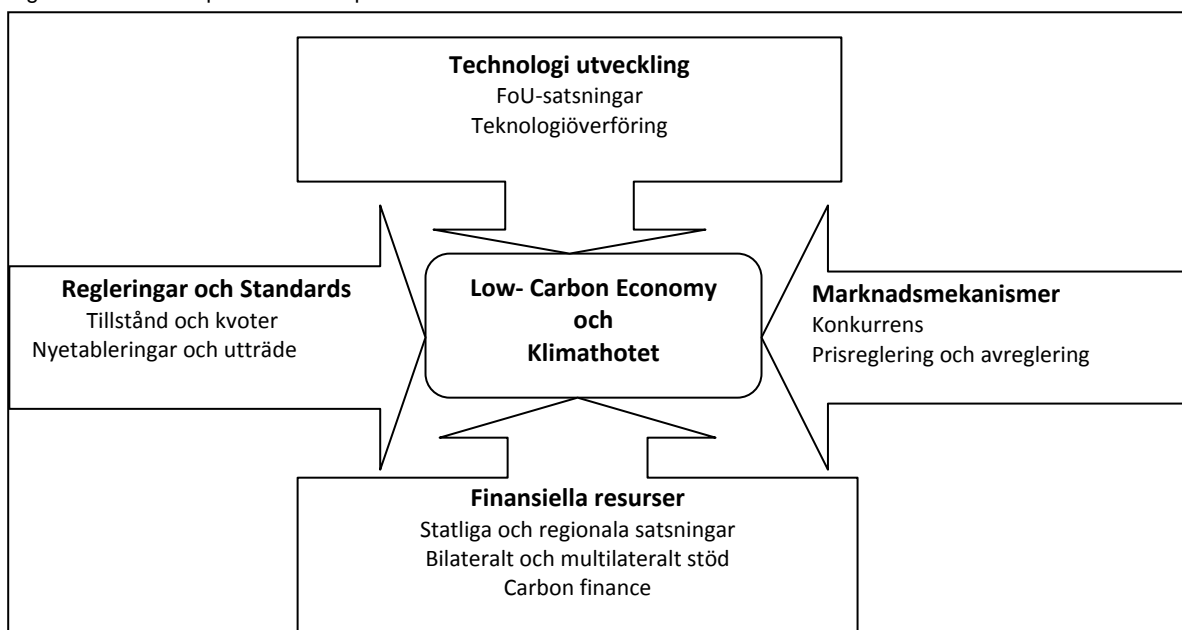 Technologi utveckling
FoU-satsningar
Teknologiöverföring
Regleringar och Standards
Tillstånd och kvoter
Nyetableringar och utträde
Low- Carbon Economy
och
Klimathotet
Marknadsmekanismer
Konkurrens
Prisreglering och avreglering
Finansiella resurser
Statliga och regionala satsningar
Bilateralt och multilateralt stöd
Carbon finance